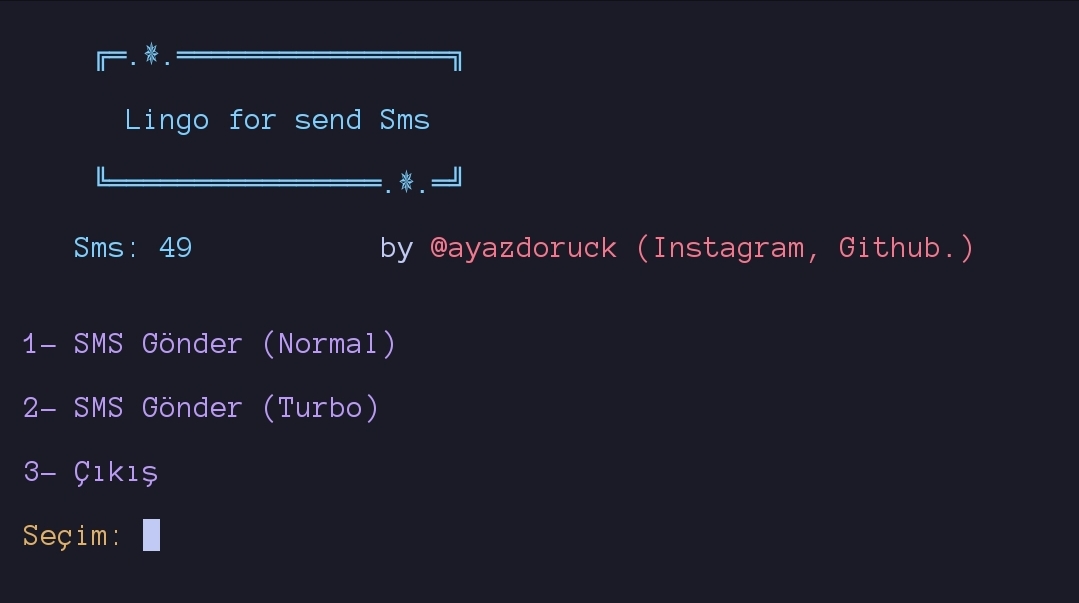 Lingo for send Sms
Sms: 49 by @ayazdoruck (Instagram, Github.)
1- SMS Gönder (Normal)
2- SMS Gönder (Turbo)
3- Çıkış
Seçim: